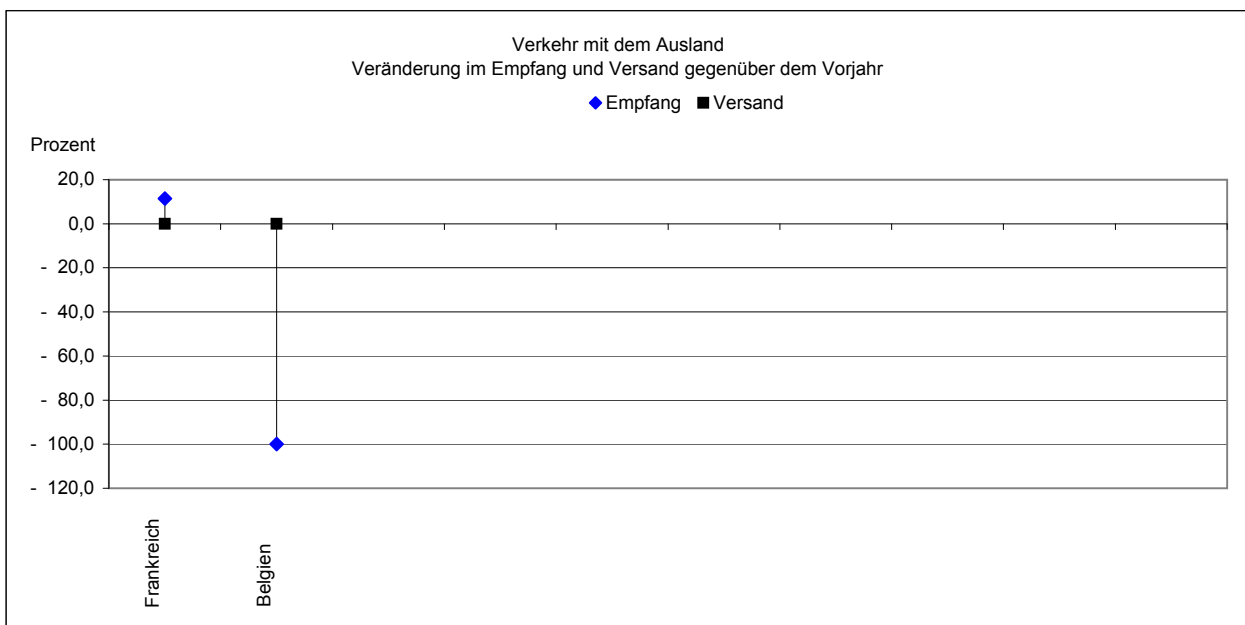 Verkehr mit dem Ausland
Veränderung im Empfang und Versand gegenüber dem Vorjahr
Empfang Versand
Prozent
20,0
0,0
- 20,0
- 40,0
- 60,0
- 80,0
- 100,0
- 120,0
Frankreich
Belgien